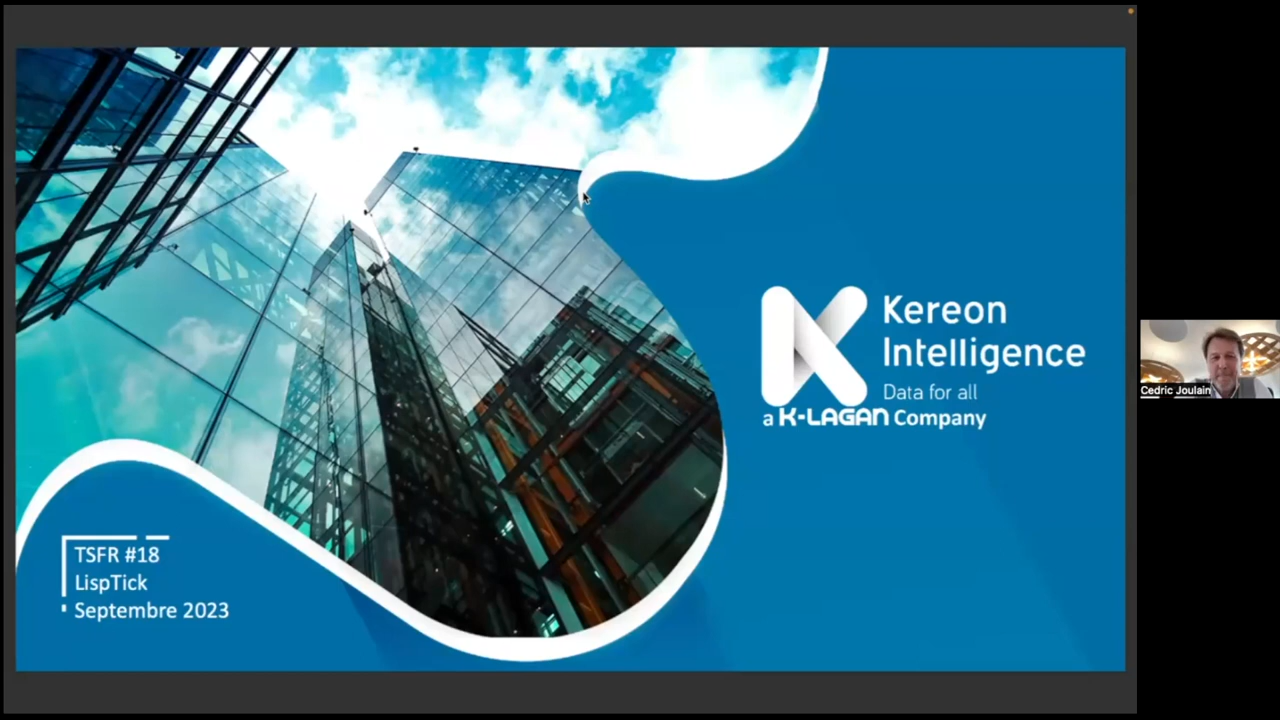 Kereon
Intelligence
Data for all
a K-LAGAN Company
Cedric Joulain
TSFR #18
LispTick
Septembre 2023